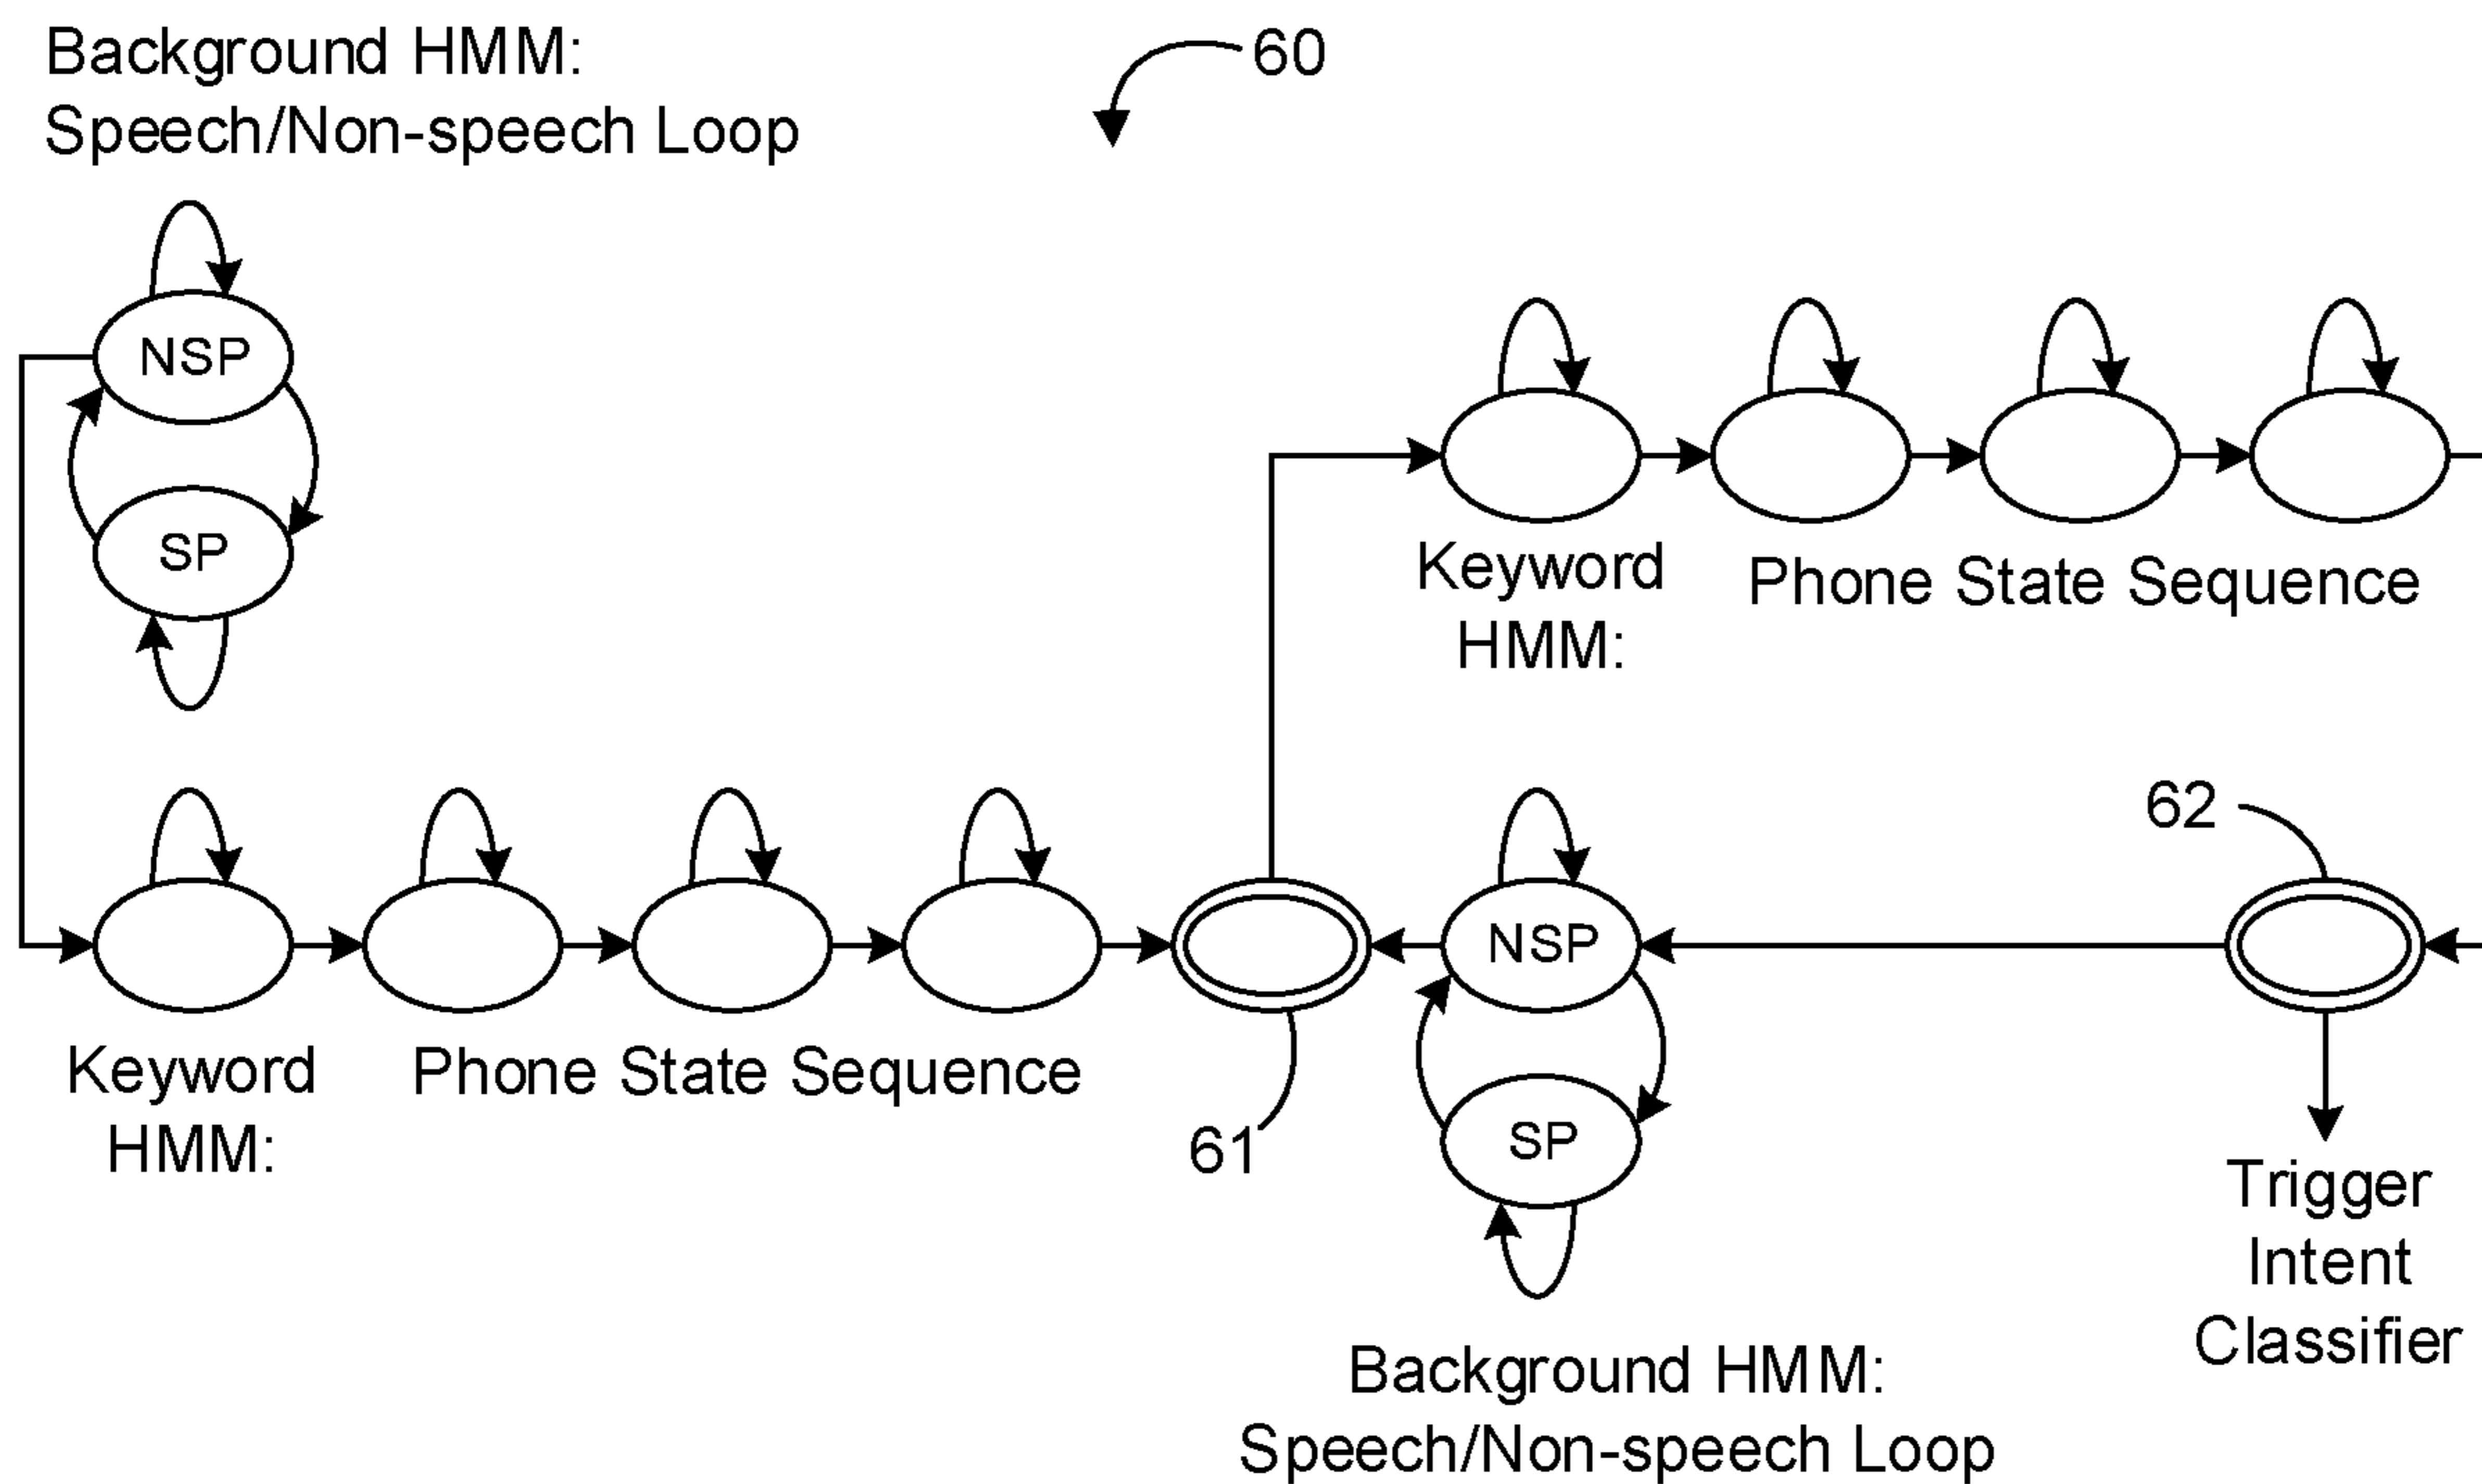 Background HMM:
Speech/Non-speech Loop
60
NSP
SP
Keyword
HMM:
Phone State Sequence
62
NSP
Keyword
HMM:
Phone State Sequence
61
SP
Trigger
Intent
Classifier
Background HMM:
Speech/Non-speech Loop